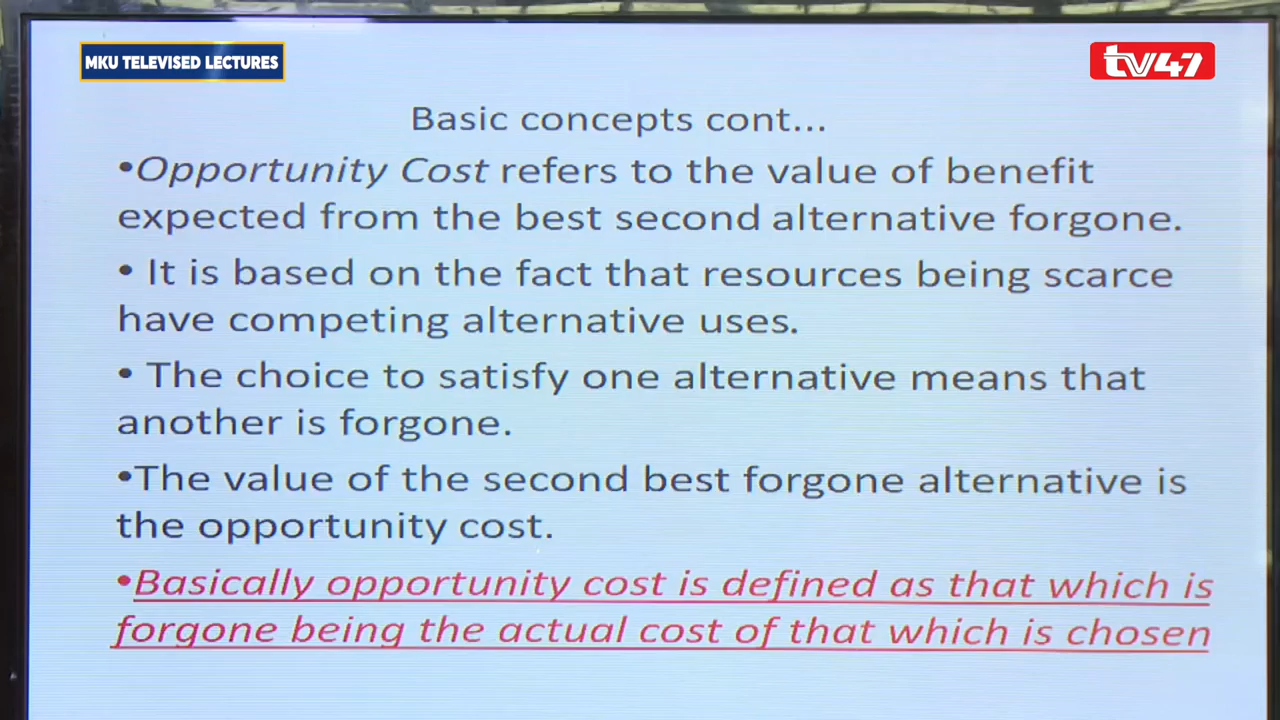 MKU TELEVISED LECTURES
tv47
Basic concepts cont...
•Opportunity Cost refers to the value of benefit
expected from the best second alternative forgone.
• It is based on the fact that resources being scarce
have competing alternative uses.
• The choice to satisfy one alternative means that
another is forgone.
•The value of the second best forgone alternative is
the opportunity cost.
•Basically opportunity cost is defined as that which is
forgone being the actual cost of that which is chosen